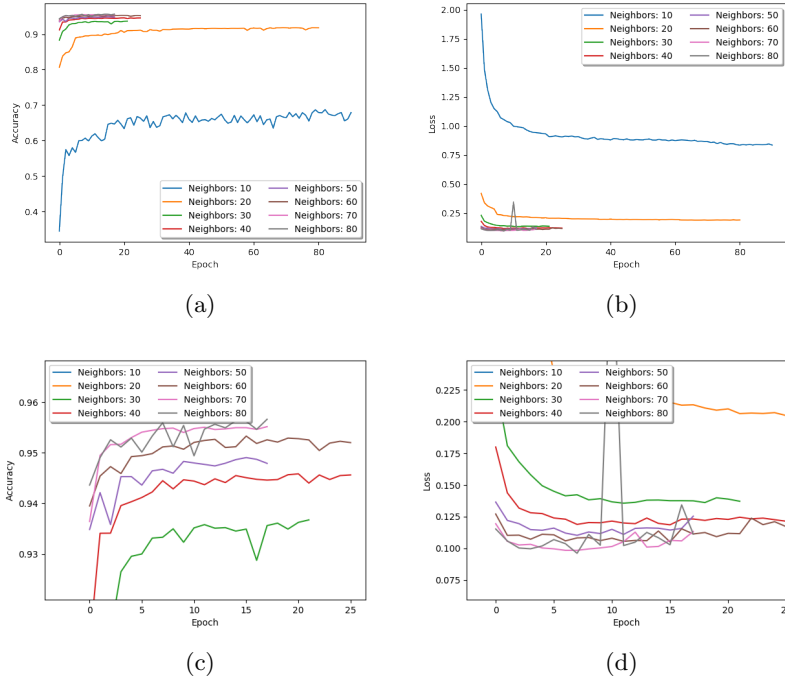 0.9
0.8
0.7
0.6
0.5
0.4
Accuracy
Neighbors: 10 Neighbors: 50
Neighbors: 20 Neighbors: 60
Neighbors: 30 Neighbors: 70
Neighbors: 40 Neighbors: 80
0 20 40 60 80
Epoch
(a)
2.00
1.75
1.50
1.25
1.00
0.75
0.50
0.25
Loss
Neighbors: 10 Neighbors: 50
Neighbors: 20 Neighbors: 60
Neighbors: 30 Neighbors: 70
Neighbors: 40 Neighbors: 80
0 20 40 60 80
Epoch
(b)
0.96
0.95
0.94
0.93
Accuracy
Neighbors: 10 Neighbors: 50
Neighbors: 20 Neighbors: 60
Neighbors: 30 Neighbors: 70
Neighbors: 40 Neighbors: 80
0 5 10 15 20 25
Epoch
(c)
0.225
0.200
0.175
0.150
0.125
0.100
0.075
Loss
Neighbors: 10 Neighbors: 50
Neighbors: 20 Neighbors: 60
Neighbors: 30 Neighbors: 70
Neighbors: 40 Neighbors: 80
0 5 10 15 20 25
Epoch
(d)